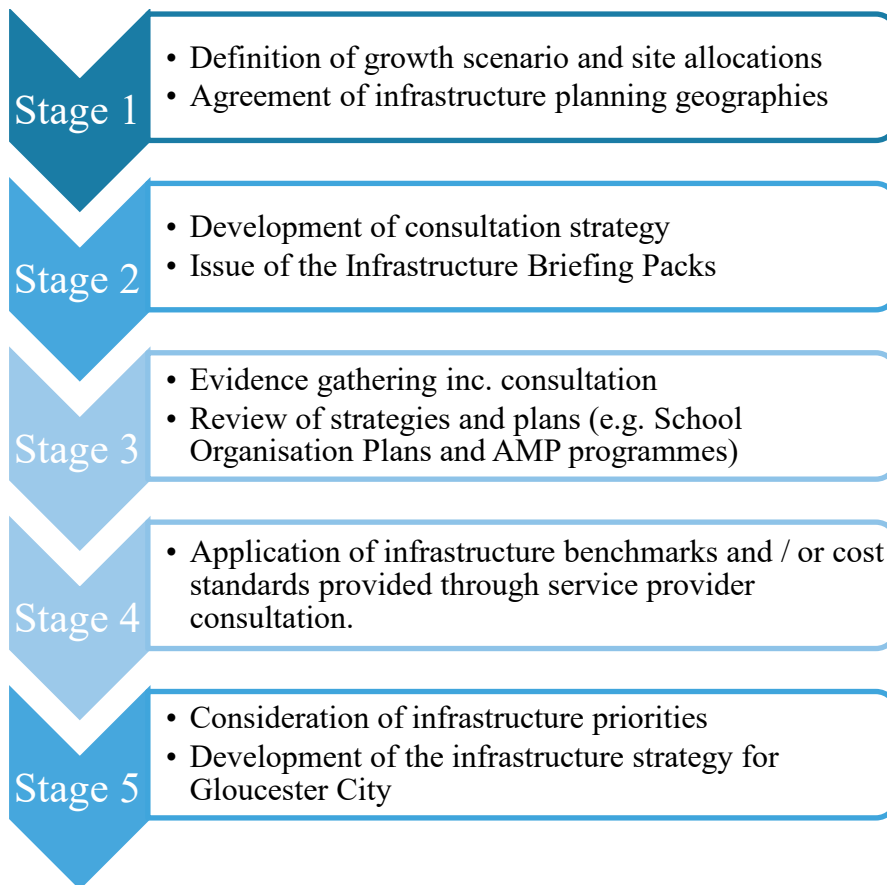 Stage 1
• Definition of growth scenario and site allocations
• Agreement of infrastructure planning geographies
Stage 2
• Development of consultation strategy
• Issue of the Infrastructure Briefing Packs
Stage 3
• Evidence gathering inc. consultation
• Review of strategies and plans (e.g. School
Organisation Plans and AMP programmes)
Stage 4
• Application of infrastructure benchmarks and / or cost
standards provided through service provider
consultation.
Stage 5
• Consideration of infrastructure priorities
• Development of the infrastructure strategy for
Gloucester City